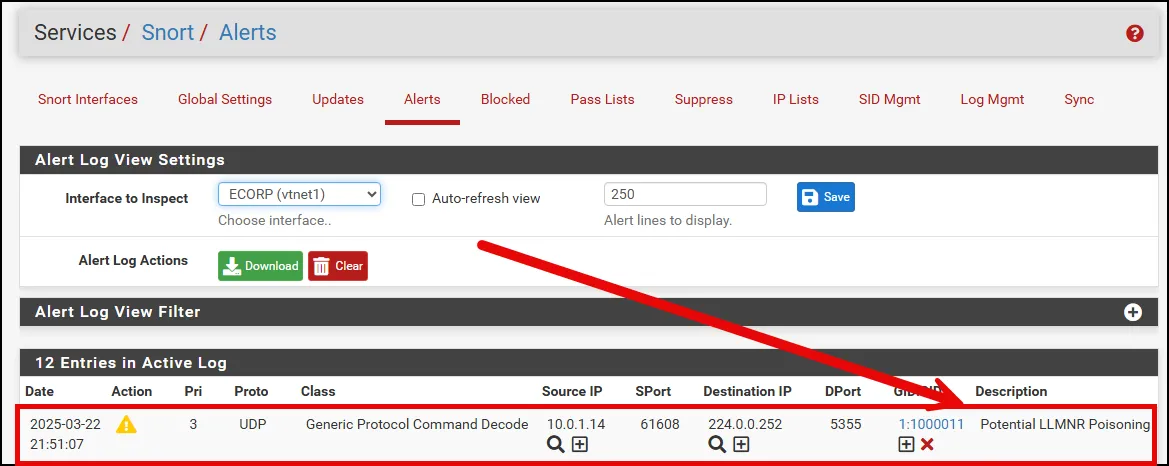 Services / Snort / Alerts
Snort Interfaces Global Settings Updates Alerts Blocked Pass Lists Suppress IP Lists SID Mgmt Log Mgmt Sync
Alert Log View Settings
Interface to Inspect ECORP (vtnet1) Auto-refresh view 250 Save
Choose interface.. Alert lines to display.
Alert Log Actions Download Clear
Alert Log View Filter
12 Entries in Active Log
Date Action Pri Proto Class Source IP SPort Destination IP DPort Description
2025-03-22 3 UDP Generic Protocol Command Decode 10.0.1.14 61608 224.0.0.252 5355 1:1000011 Potential LLMNR Poisoning
21:51:07